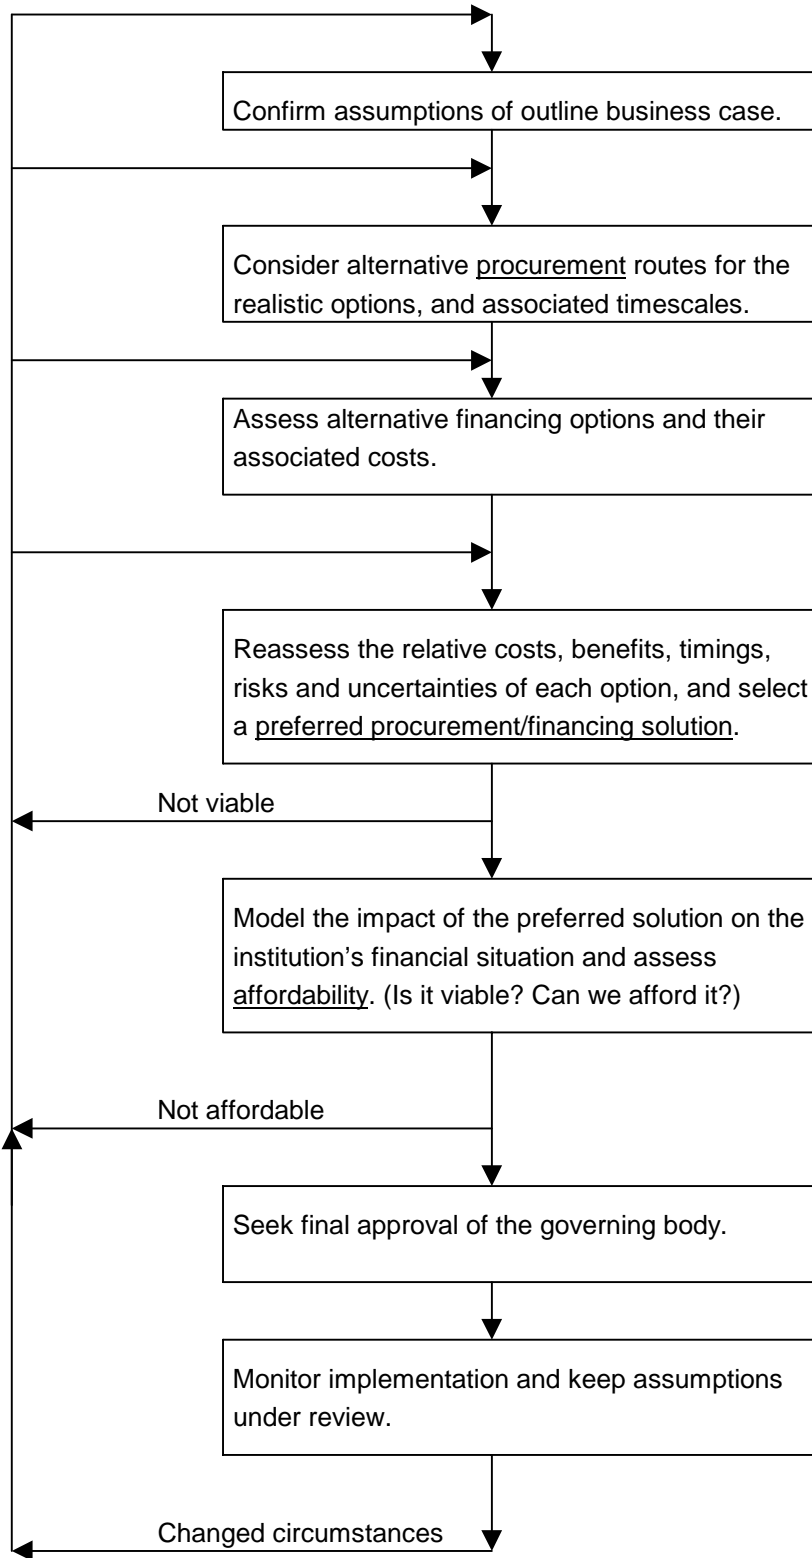 Confirm assumptions of outline business case.
Consider alternative procurement routes for the
realistic options, and associated timescales.
Assess alternative financing options and their
associated costs.
Reassess the relative costs, benefits, timings,
risks and uncertainties of each option, and select
a preferred procurement/financing solution.
Not viable
Model the impact of the preferred solution on the
institution’s financial situation and assess
affordability. (Is it viable? Can we afford it?)
Not affordable
Seek final approval of the governing body.
Monitor implementation and keep assumptions
under review.
Changed circumstances